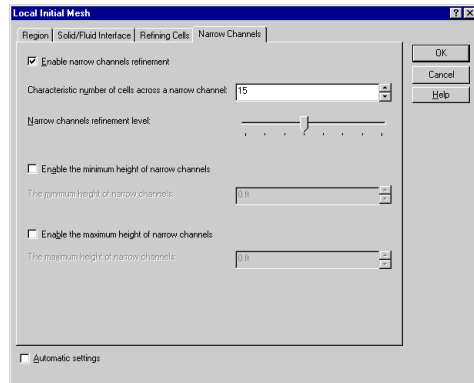 Local Initial Mesh
Region Solid/Fluid Interface Refining Cells Narrow Channels
OK
Cancel
Help
Enable narrow channels refinement
Characteristic number of cells across a narrow channel: 15
Narrow channels refinement level:
Enable the minimum height of narrow channels
The minimum height of narrow channels: 0 ft
Enable the maximum height of narrow channels
The maximum height of narrow channels: 0 ft
Automatic settings